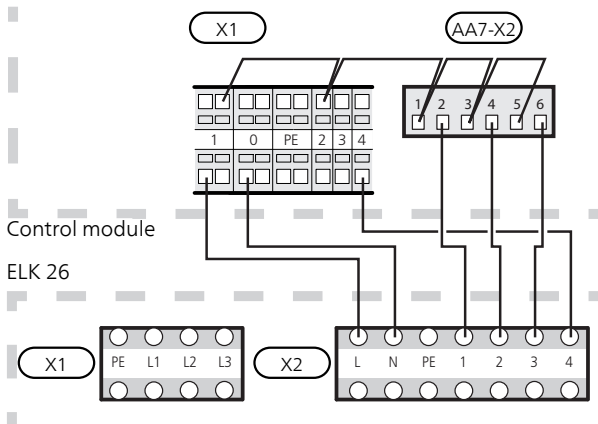 X1
AA7-X2
1 2 3 4 5 6
1 0 PE 2 3 4
Control module
ELK 26
X1
PE L1 L2 L3
X2
L N PE 1 2 3 4